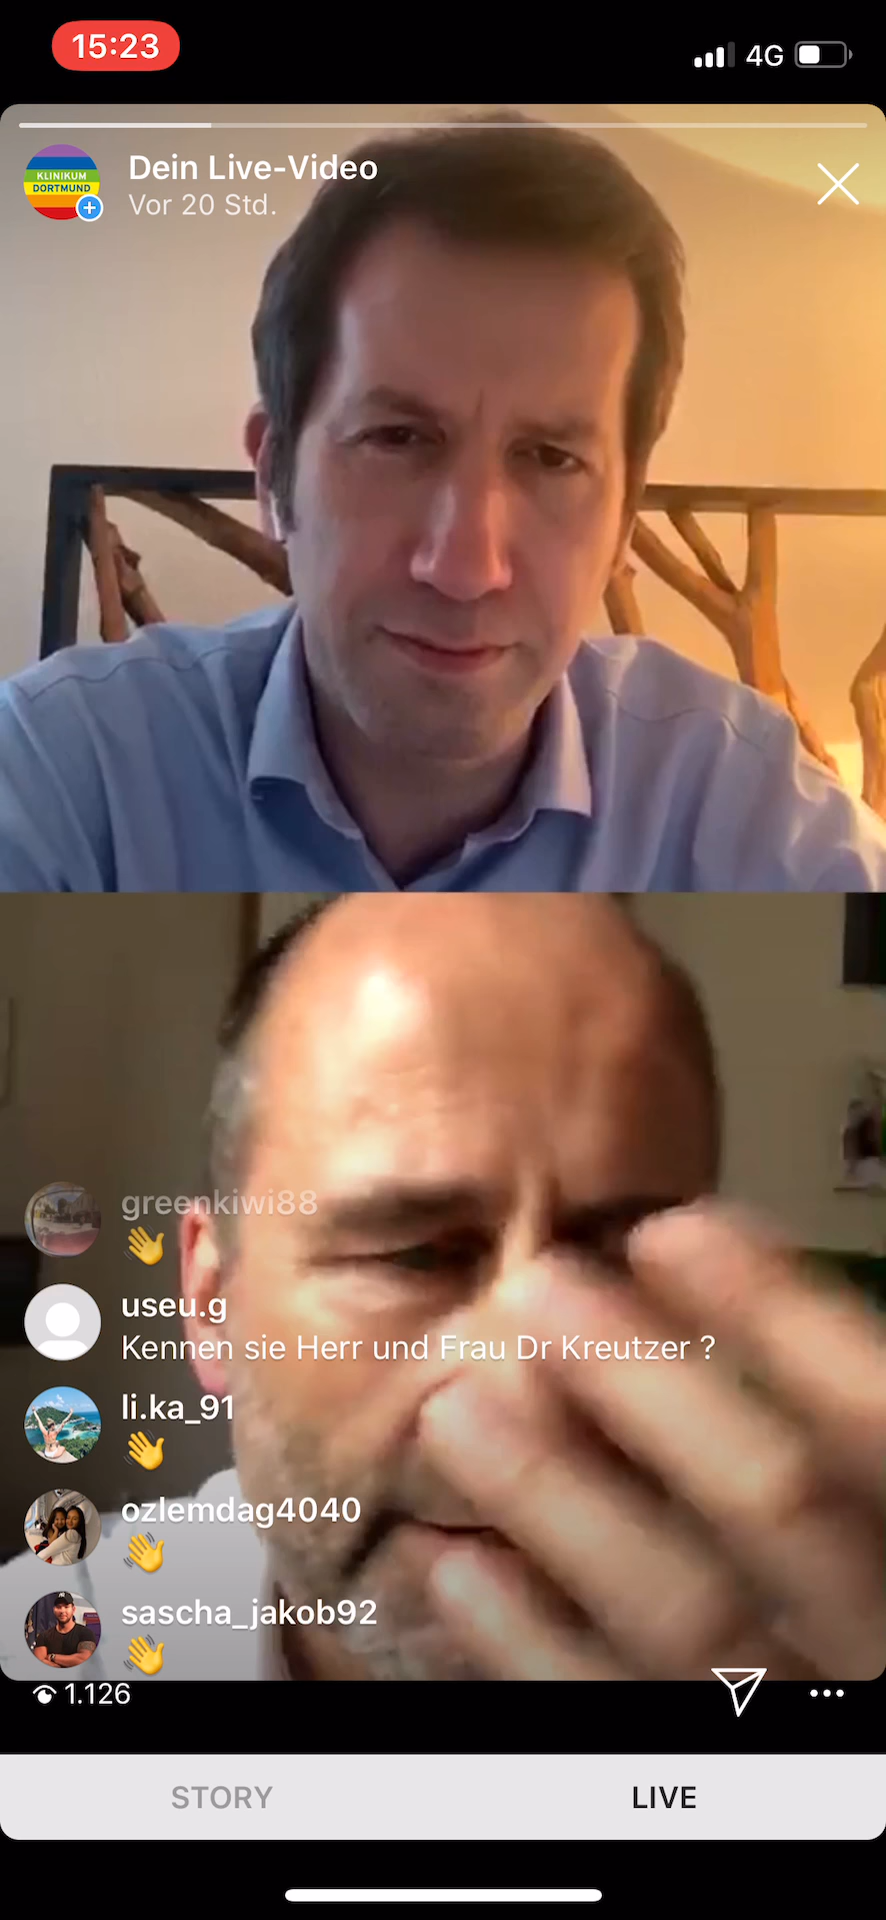 15:23
4G
KLINIKUM
DORTMUND
Dein Live-Video
Vor 20 Std.
greenkiwi88
👋
useu.g
Kennen sie Herr und Frau Dr Kreutzer ?
li.ka_91
👋
ozlemdag4040
👋
sascha_jakob92
👋
1.126
STORY
LIVE